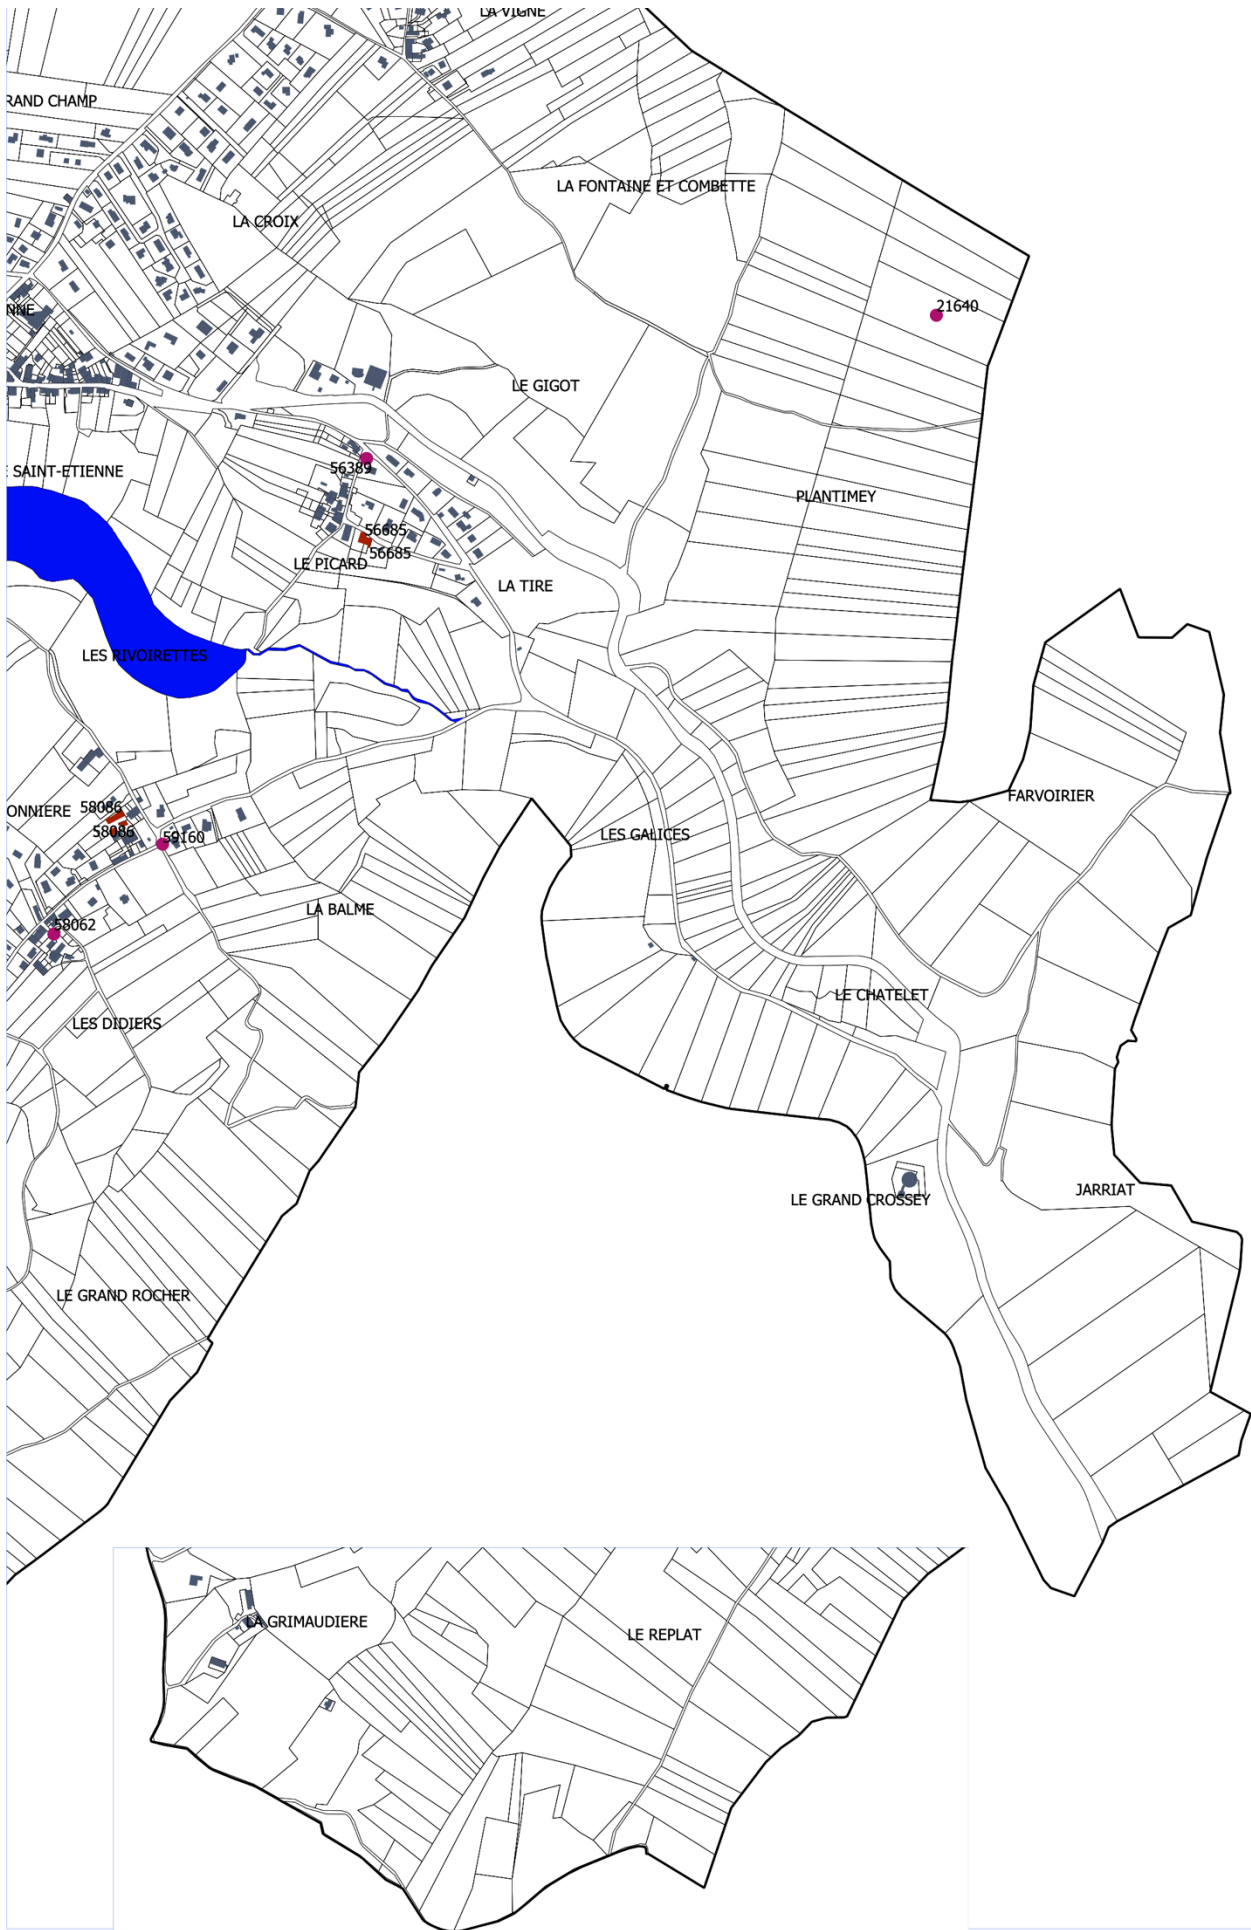 LA VIGNE
RAND CHAMP
LA FONTAINE ET COMBETTE
LA CROIX
21640
NNE
LE GIGOT
56389
SAINT-ETIENNE
PLANTIMEY
56685
56685
LE PICARD
LA TIRE
LES RIVOIRETTES
FARVOIRIER
58086
ONNIERE
58086
59160
LES GALICES
LA BALME
58062
LE CHATELET
LES DIDIERS
JARRIAT
LE GRAND CROSSEY
LE GRAND ROCHER
LA GRIMAUDIERE
LE REPLAT